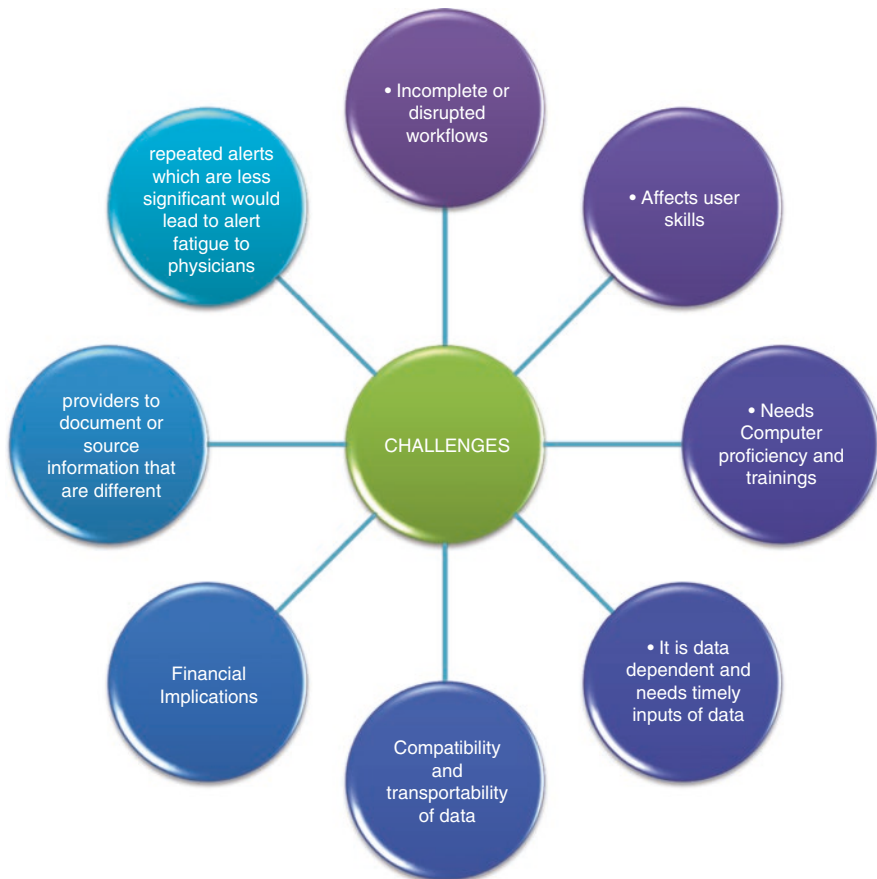 • Incomplete or
disrupted
workflows
• Affects user
skills
• Needs
Computer
proficiency and
trainings
• It is data
dependent and
needs timely
inputs of data
Compatibility
and
transportability
of data
Financial
Implications
providers to
document or
source
information that
are different
repeated alerts
which are less
significant would
lead to alert
fatigue to
physicians
CHALLENGES